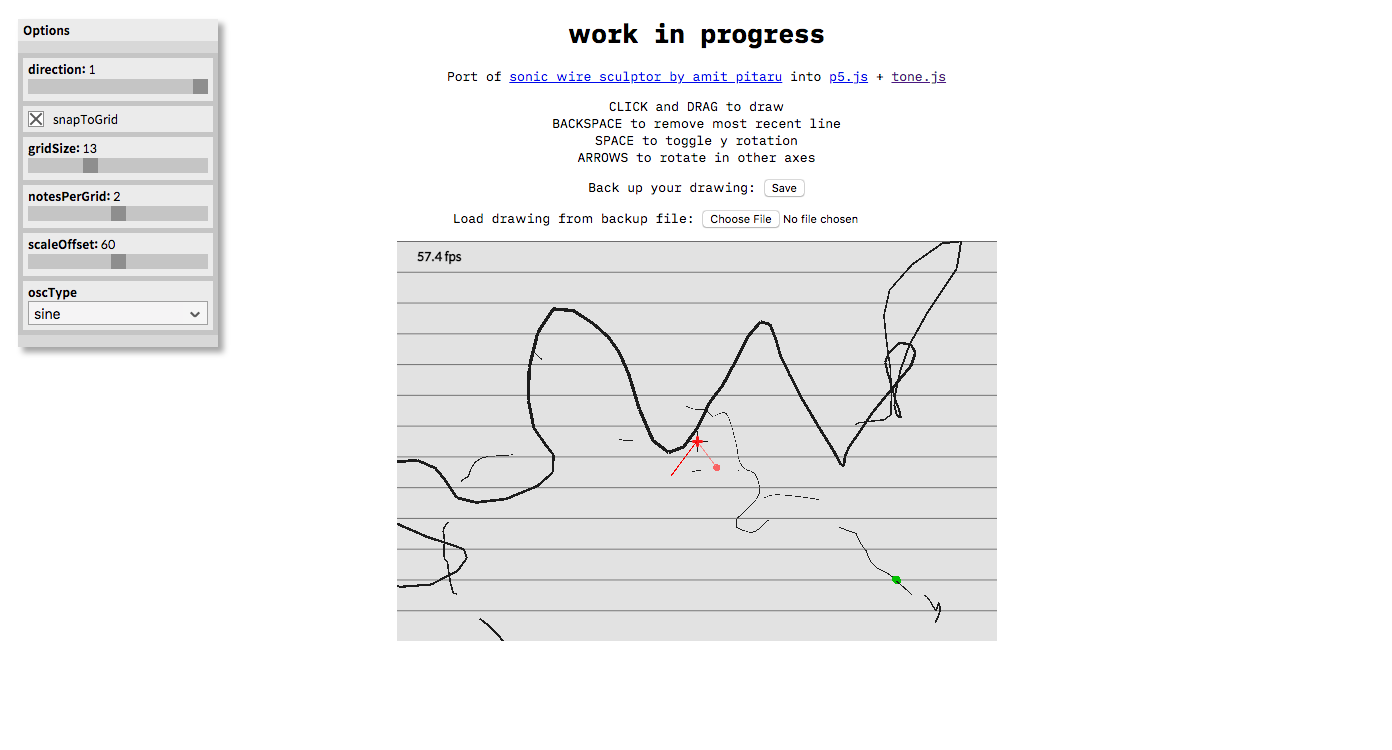 Options
direction: 1
snapToGrid
gridSize: 13
notesPerGrid: 2
scaleOffset: 60
oscType
sine
work in progress
Port of sonic wire sculptor by amit pitaru into p5.js + tone.js
CLICK and DRAG to draw
BACKSPACE to remove most recent line
SPACE to toggle y rotation
ARROWS to rotate in other axes
Back up your drawing: Save
Load drawing from backup file: Choose File No file chosen
57.4 fps